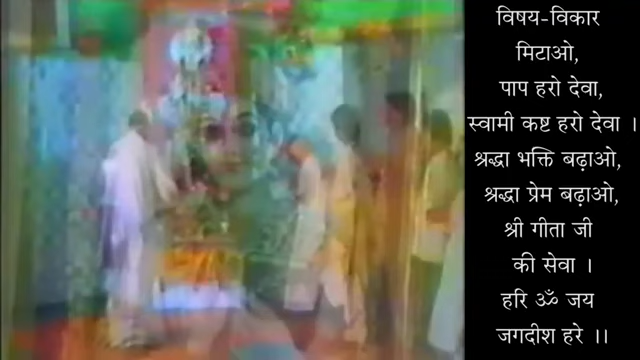 विषय-विकार
मिटाओ,
पाप हरो देवा,
स्वामी कष्ट हरो देवा ।
श्रद्धा भक्ति बढ़ाओ,
श्रद्धा प्रेम बढ़ाओ,
श्री गीता जी
की सेवा ।
हरि ॐ जय
जगदीश हरे ।।